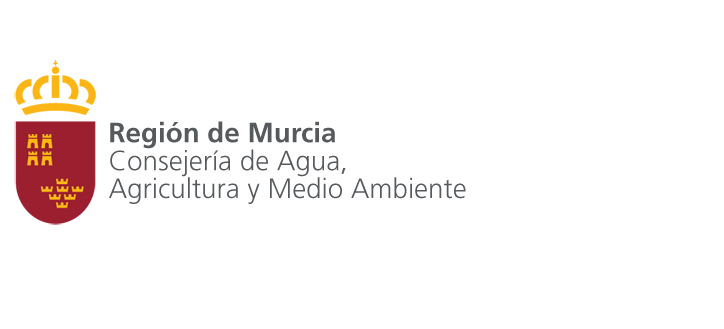 Región de Murcia
Consejería de Agua,
Agricultura y Medio Ambiente